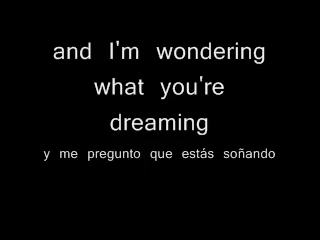 and I'm wondering
what you're
dreaming
y me pregunto que estás soñando